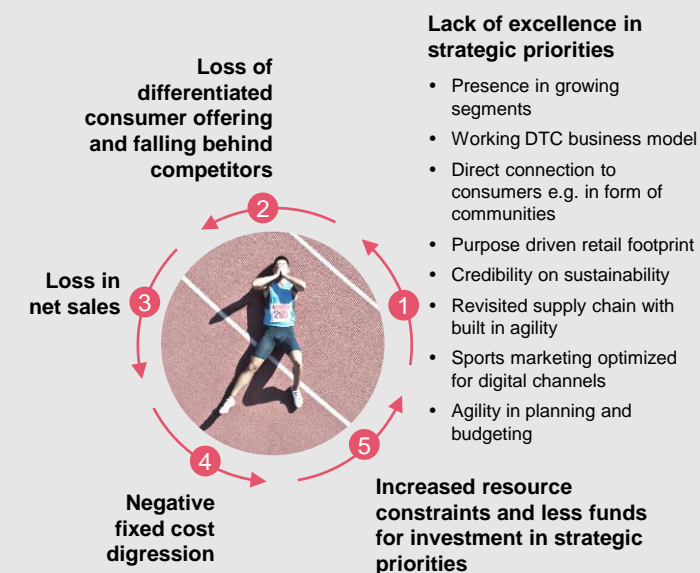 Lack of excellence in
strategic priorities
• Presence in growing
segments
• Working DTC business model
• Direct connection to
consumers e.g. in form of
communities
• Purpose driven retail footprint
• Credibility on sustainability
• Revisited supply chain with
built in agility
• Sports marketing optimized
for digital channels
• Agility in planning and
budgeting
1
Loss of
differentiated
consumer offering
and falling behind
competitors
2
Loss in
net sales
3
Negative
fixed cost
digression
4
Increased resource
constraints and less funds
for investment in strategic
priorities
5